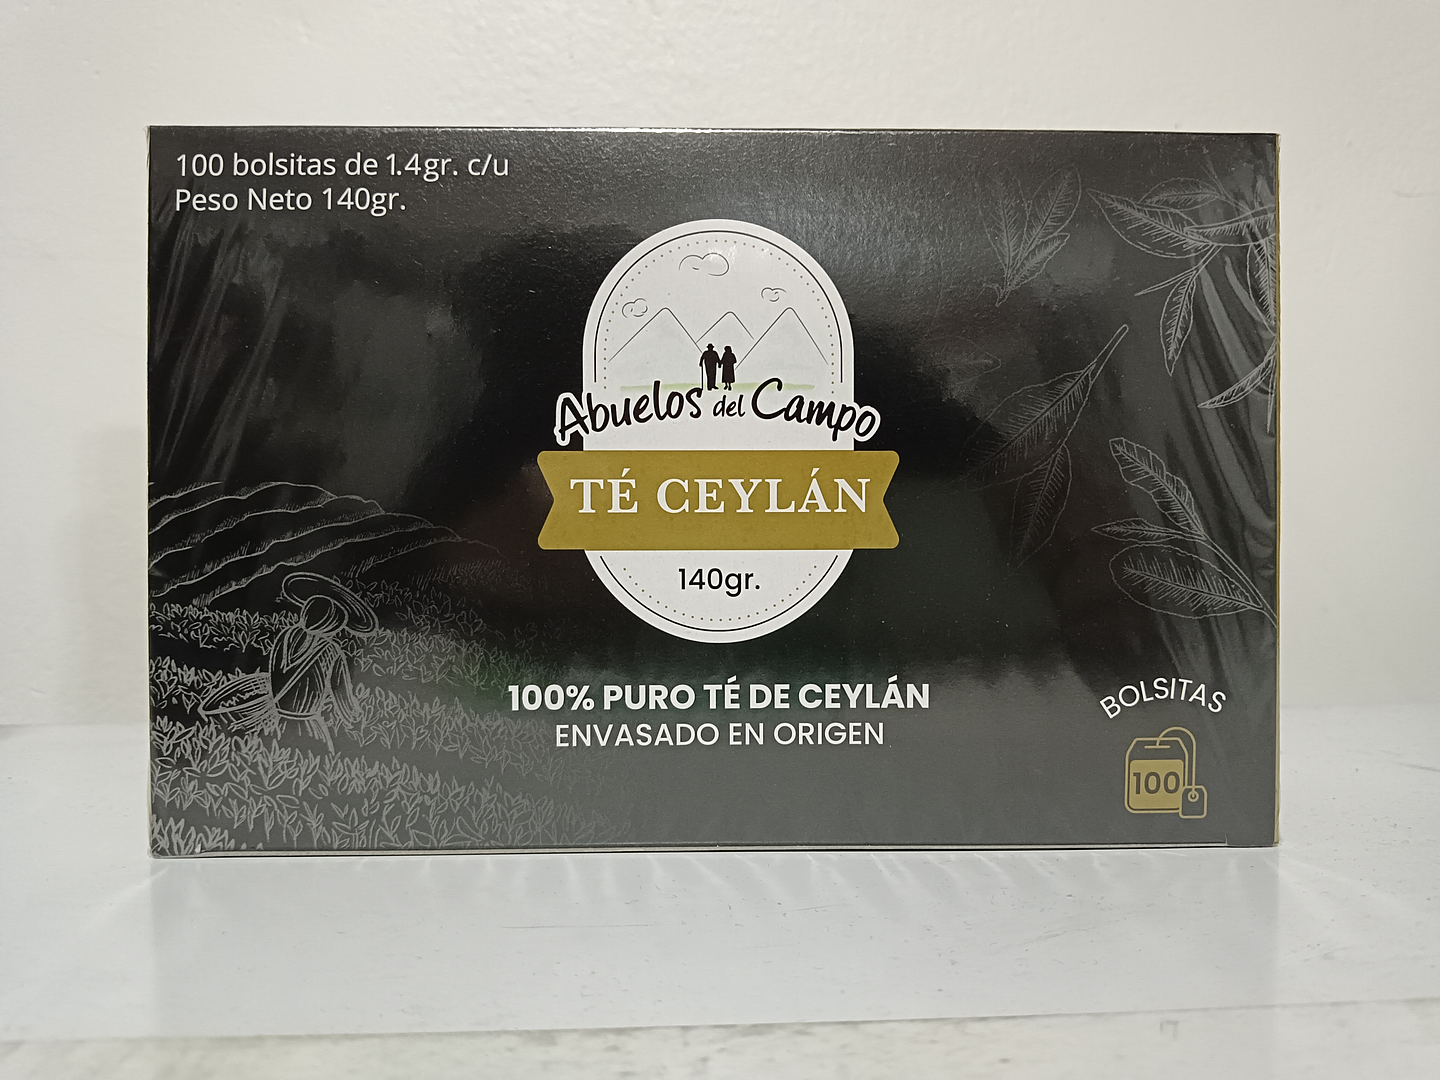 100 bolsitas de 1.4gr. c/u
Peso Neto 140gr.
Abuelos del Campo
TÉ CEYLÁN
140gr.
100% PURO TÉ DE CEYLÁN
ENVASADO EN ORIGEN
BOLSITAS
100